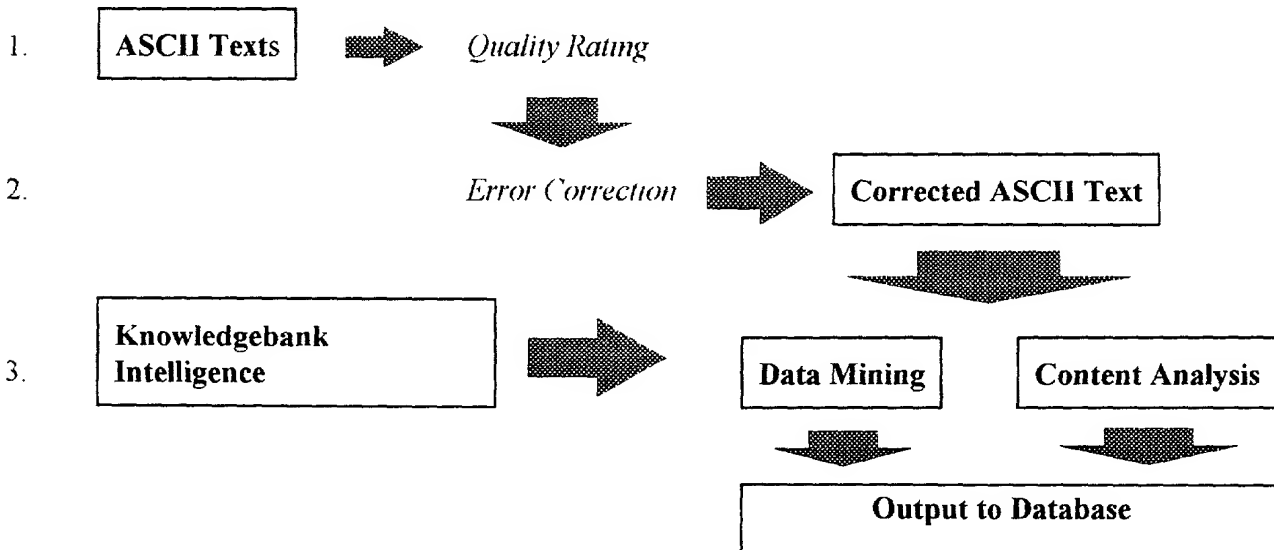 1. ASCII Texts Quality Rating
2. Error Correction Corrected ASCII Text
Knowledgebank
3. Intelligence Data Mining Content Analysis
Output to Database